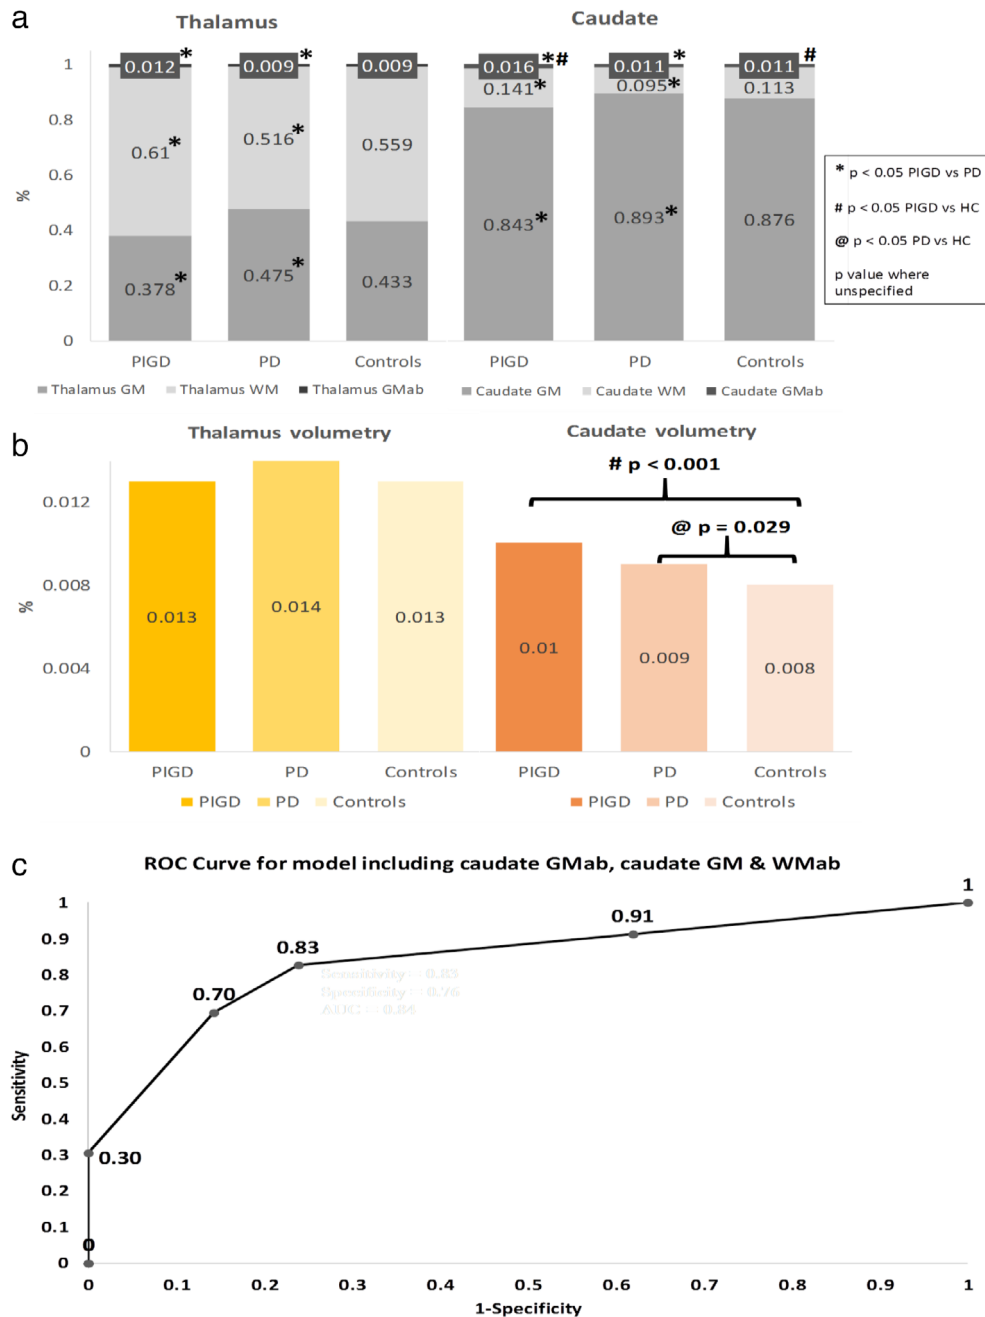 a
Thalamus
Caudate
1
0.8
0.6
0.4
0.2
0
%
0.012 *
0.009 *
0.009
0.016 *#
0.011 *
0.011 #
0.61 *
0.516 *
0.559
0.141 *
0.095 *
0.113
0.378 *
0.475 *
0.433
0.843 *
0.893 *
0.876
PIGD
PD
Controls
PIGD
PD
Controls
Thalamus GM
Thalamus WM
Thalamus GMab
Caudate GM
Caudate WM
Caudate GMab
* p < 0.05 PIGD vs PD
# p < 0.05 PIGD vs HC
@ p < 0.05 PD vs HC
p value where
unspecified
b
Thalamus volumetry
Caudate volumetry
# p < 0.001
@ p = 0.029
0.012
0.008
0.004
0
%
0.013
0.014
0.013
0.01
0.009
0.008
PIGD
PD
Controls
PIGD
PD
Controls
PIGD
PD
Controls
PIGD
PD
Controls
c
ROC Curve for model including caudate GMab, caudate GM & WMab
Sensitivity
1
0.9
0.8
0.7
0.6
0.5
0.4
0.3
0.2
0.1
0
0
0.30
0.70
0.83
0.91
1
Sensitivity = 0.83
Specificity = 0.76
AUC = 0.84
0
0.1
0.2
0.3
0.4
0.5
0.6
0.7
0.8
0.9
1
1-Specificity